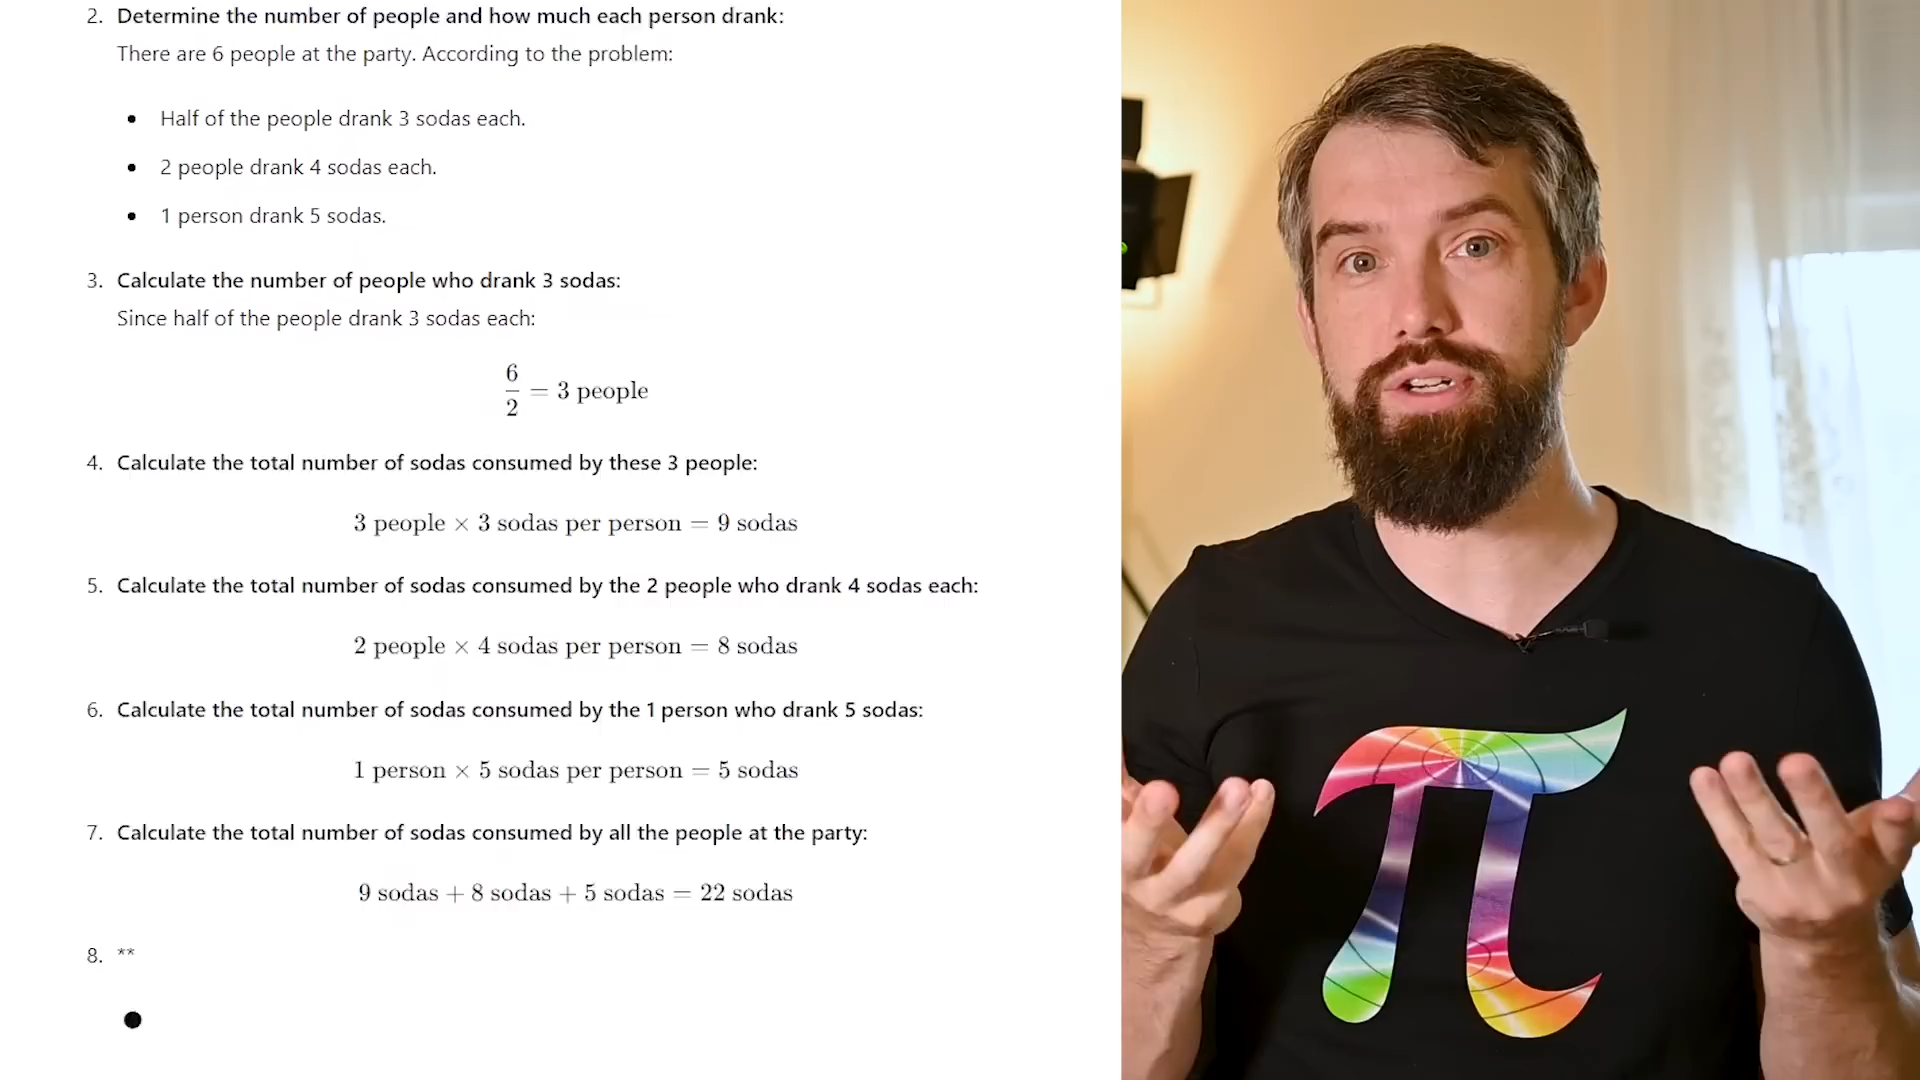 2. Determine the number of people and how much each person drank:
There are 6 people at the party. According to the problem:
• Half of the people drank 3 sodas each.
• 2 people drank 4 sodas each.
• 1 person drank 5 sodas.
3. Calculate the number of people who drank 3 sodas:
Since half of the people drank 3 sodas each:
6/2 = 3 people
4. Calculate the total number of sodas consumed by these 3 people:
3 people × 3 sodas per person = 9 sodas
5. Calculate the total number of sodas consumed by the 2 people who drank 4 sodas each:
2 people × 4 sodas per person = 8 sodas
6. Calculate the total number of sodas consumed by the 1 person who drank 5 sodas:
1 person × 5 sodas per person = 5 sodas
7. Calculate the total number of sodas consumed by all the people at the party:
9 sodas + 8 sodas + 5 sodas = 22 sodas
8. **
π